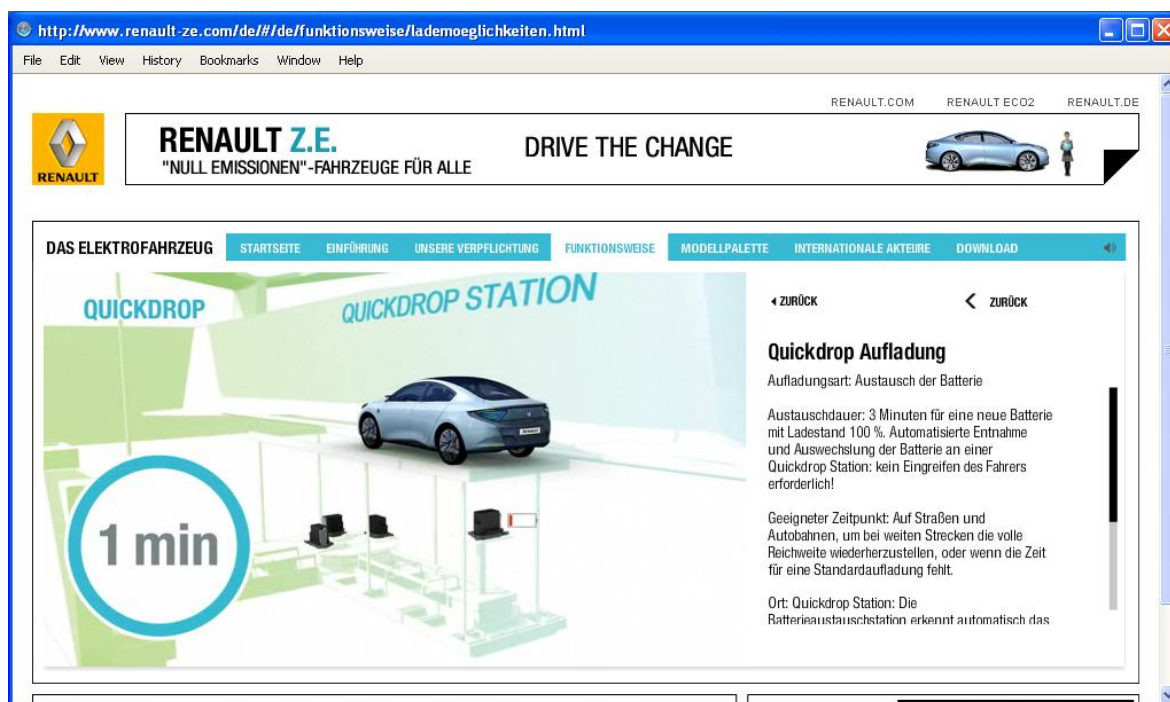 http://www.renault-ze.com/de/#/de/funktionsweise/lademoeglichkeiten.html
File Edit View History Bookmarks Window Help
RENAULT.COM RENAULT ECO2 RENAULT.DE
RENAULT
RENAULT Z.E.
"NULL EMISSIONEN"-FAHRZEUGE FÜR ALLE
DRIVE THE CHANGE
DAS ELEKTROFAHRZEUG STARTSEITE EINFÜHRUNG UNSERE VERPFLICHTUNG FUNKTIONSWEISE MODELLPALETTE INTERNATIONALE AKTEURE DOWNLOAD
QUICKDROP
QUICKDROP STATION
RENAULT
1 min
ZURÜCK ZURÜCK
Quickdrop Aufladung
Aufladungsart: Austausch der Batterie
Austauschdauer: 3 Minuten für eine neue Batterie
mit Ladestand 100 %. Automatisierte Entnahme
und Auswechslung der Batterie an einer
Quickdrop Station: kein Eingreifen des Fahrers
erforderlich!
Geeigneter Zeitpunkt: Auf Straßen und
Autobahnen, um bei weiten Strecken die volle
Reichweite wiederherzustellen, oder wenn die Zeit
für eine Standardaufladung fehlt.
Ort: Quickdrop Station: Die
Batterieaustauschstation erkennt automatisch das